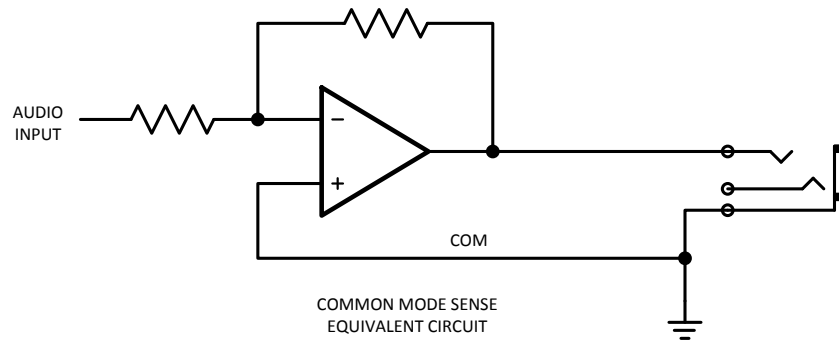 AUDIO
INPUT
−
+
COM
COMMON MODE SENSE
EQUIVALENT CIRCUIT